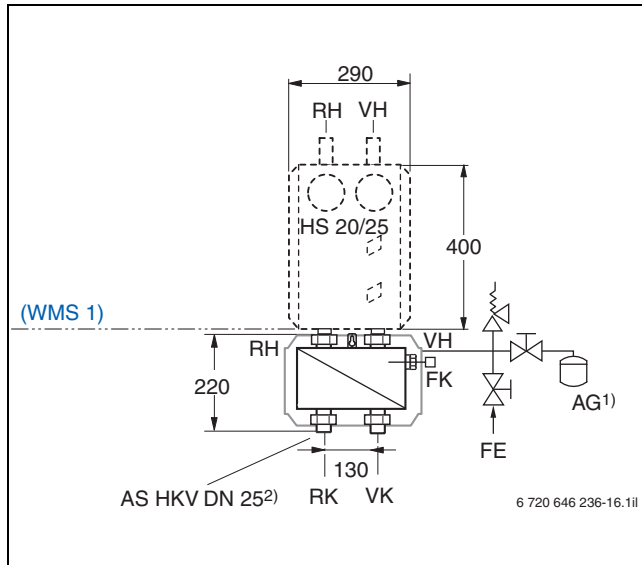 290
RH VH
HS 20/25
400
(WMS 1)
RH
VH
220
FK
AG1)
FE
130
AS HKV DN 252)
RK VK
6 720 646 236-16.1il